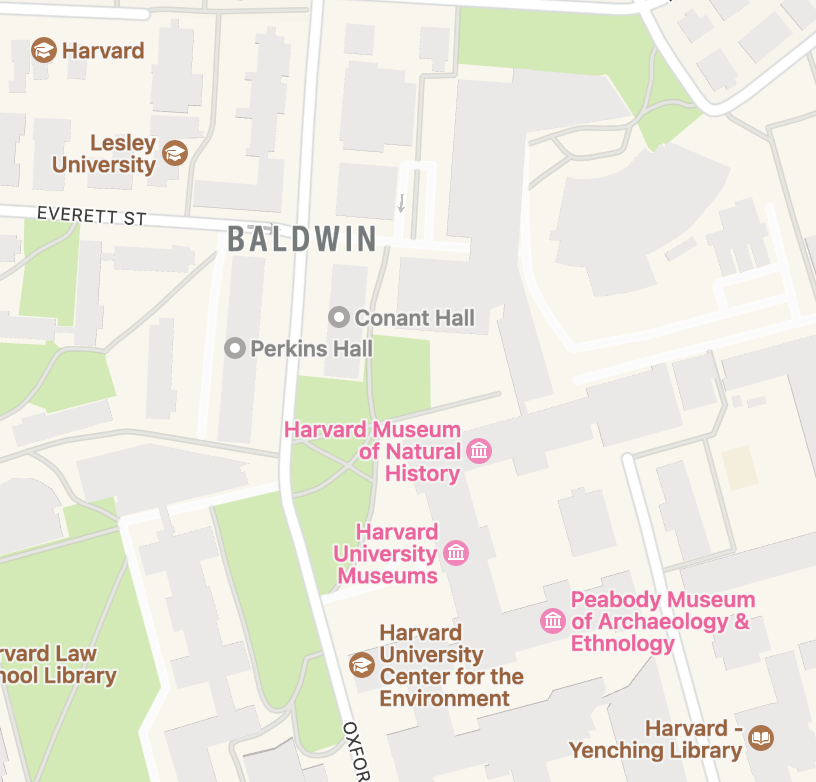 Harvard
Lesley
University
EVERETT ST
BALDWIN
Conant Hall
Perkins Hall
Harvard Museum
of Natural
History
Harvard
University
Museums
Peabody Museum
of Archaeology &
Ethnology
Harvard
University
Center for the
Environment
rvard Law
hool Library
OXFOR
Harvard -
Yenching Library